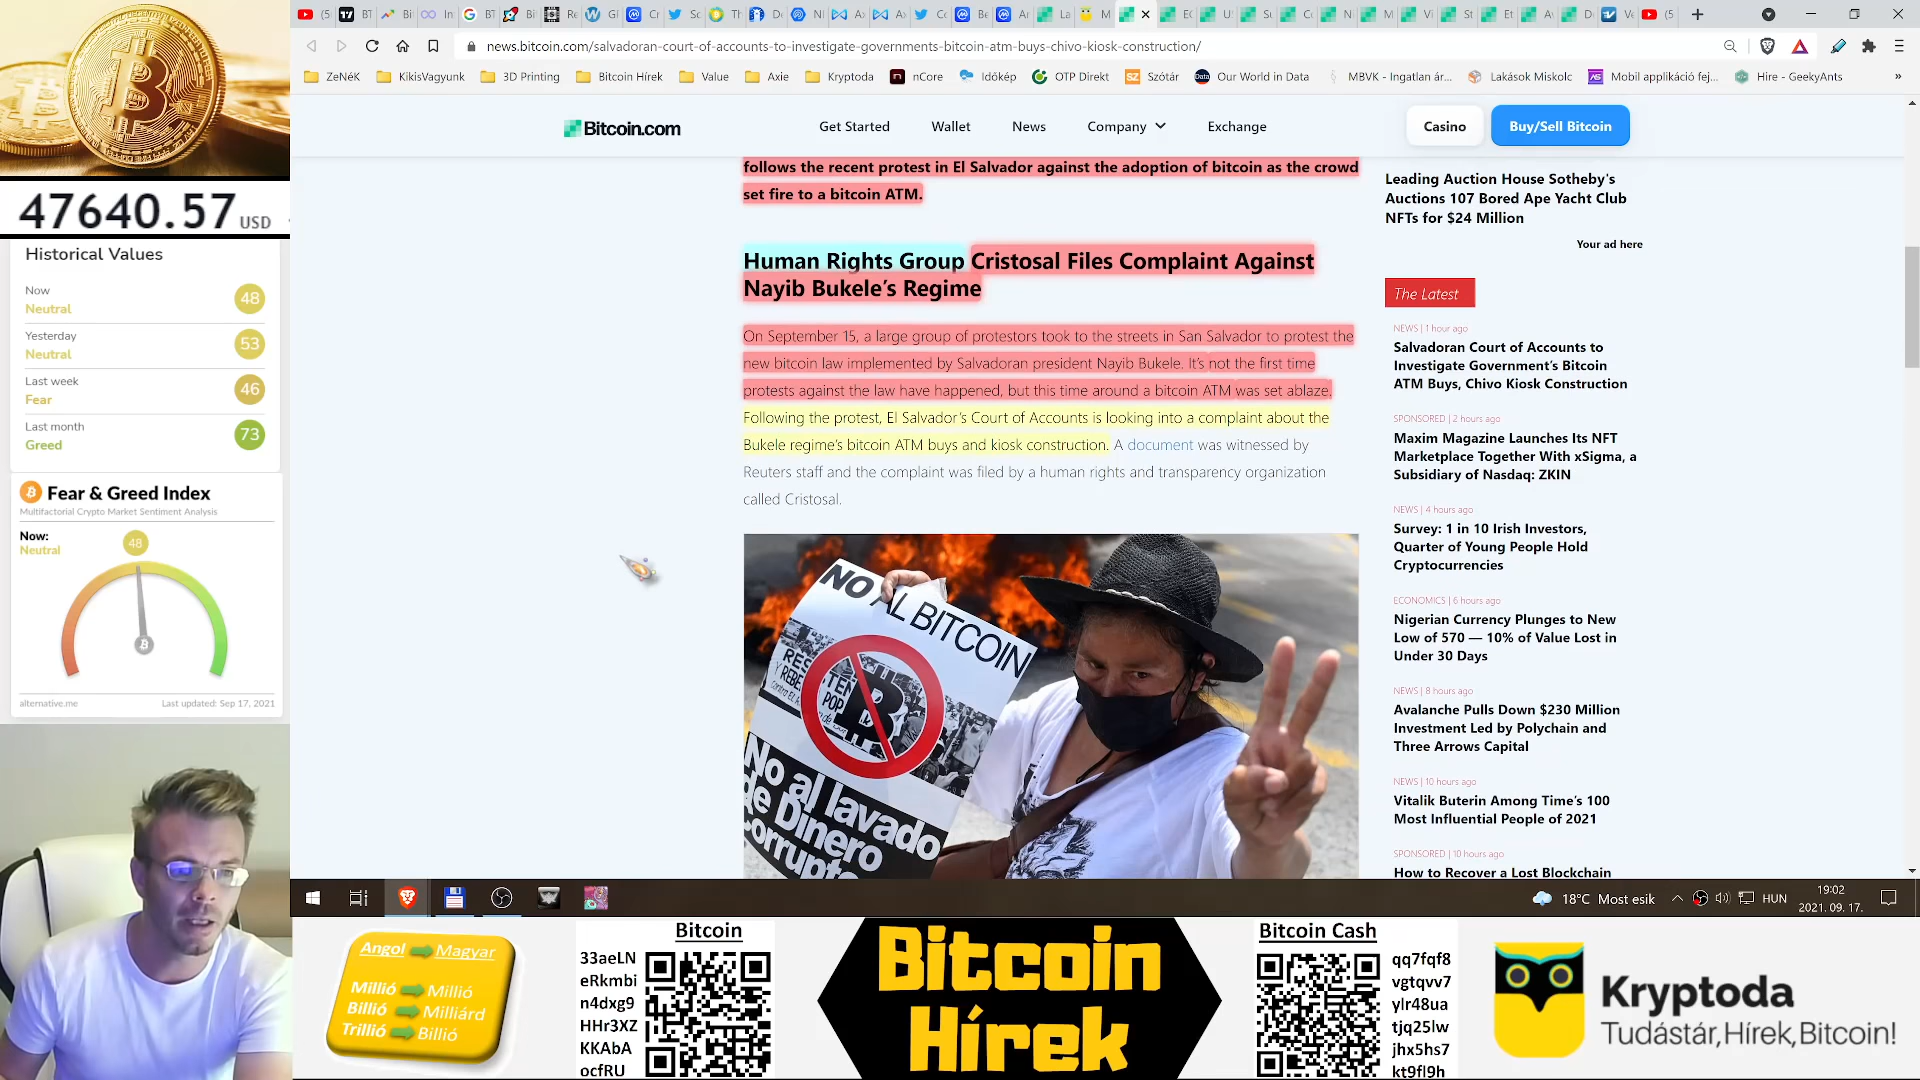 news.bitcoin.com/salvadoran-court-of-accounts-to-investigate-governments-bitcoin-atm-buys-chivo-kiosk-construction/
ZeNéK
KikisVagyunk
3D Printing
Bitcoin Hírek
Value
Axie
Kryptoda
nCore
Időkép
OTP Direkt
Szótár
Our World in Data
MBVK - Ingatlan ár...
Lakások Miskolc
Mobil applikáció fej...
Hire - GeekyAnts
Bitcoin.com
Get Started
Wallet
News
Company
Exchange
Casino
Buy/Sell Bitcoin
47640.57 USD
Historical Values
Now
Neutral
48
Yesterday
Neutral
53
Last week
Fear
46
Last month
Greed
73
Fear & Greed Index
Multifactorial Crypto Market Sentiment Analysis
Now:
Neutral
48
alternative.me
Last updated: Sep 17, 2021
follows the recent protest in El Salvador against the adoption of bitcoin as the crowd
set fire to a bitcoin ATM.
Human Rights Group Cristosal Files Complaint Against
Nayib Bukele's Regime
On September 15, a large group of protestors took to the streets in San Salvador to protest the
new bitcoin law implemented by Salvadoran president Nayib Bukele. It's not the first time
protests against the law have happened, but this time around a bitcoin ATM was set ablaze.
Following the protest, El Salvador's Court of Accounts is looking into a complaint about the
Bukele regime's bitcoin ATM buys and kiosk construction. A document was witnessed by
Reuters staff and the complaint was filed by a human rights and transparency organization
called Cristosal.
NO AL BITCOIN
No al lavado
de Dinero
corrupto
Leading Auction House Sotheby's
Auctions 107 Bored Ape Yacht Club
NFTs for $24 Million
Your ad here
The Latest
NEWS | 1 hour ago
Salvadoran Court of Accounts to
Investigate Government's Bitcoin
ATM Buys, Chivo Kiosk Construction
SPONSORED | 2 hours ago
Maxim Magazine Launches Its NFT
Marketplace Together With xSigma, a
Subsidiary of Nasdaq: ZKIN
NEWS | 4 hours ago
Survey: 1 in 10 Irish Investors,
Quarter of Young People Hold
Cryptocurrencies
ECONOMICS | 6 hours ago
Nigerian Currency Plunges to New
Low of 570 — 10% of Value Lost in
Under 30 Days
NEWS | 8 hours ago
Avalanche Pulls Down $230 Million
Investment Led by Polychain and
Three Arrows Capital
NEWS | 10 hours ago
Vitalik Buterin Among Time's 100
Most Influential People of 2021
SPONSORED | 10 hours ago
How to Recover a Lost Blockchain
18°C Most esik
HUN
19:02
2021. 09. 17.
Angol Magyar
Millió Millió
Billió Milliárd
Trillió Billió
Bitcoin
33aeLN
eRkmbi
n4dxg9
HHr3XZ
KKAbA
ocfRU
Bitcoin
Hírek
Bitcoin Cash
qq7fqf8
vgtqvv7
ylr48ua
tjq25lw
jhx5hs7
kt9fl9h
Kryptoda
Tudástár,Hírek,Bitcoin!